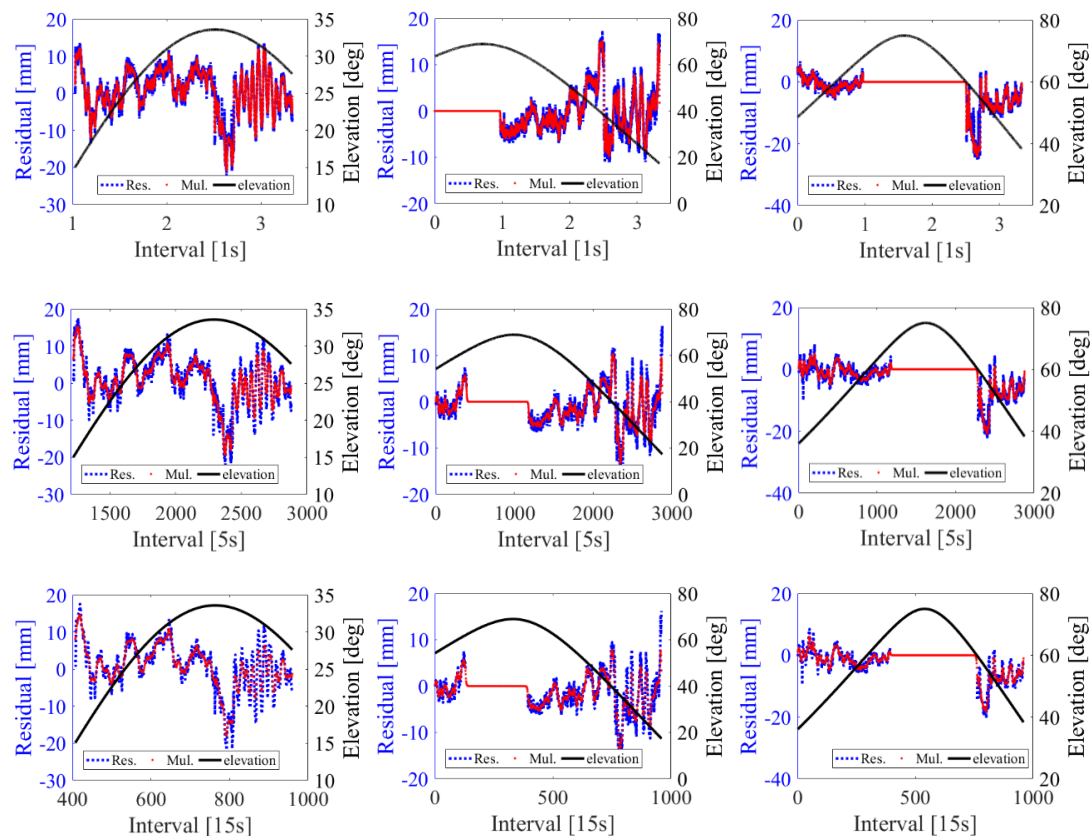 20 10 0 -10 -20 -30
Residual [mm]
35 30 25 20 15 10
Elevation [deg]
Res. Mul. elevation
1 2 3
Interval [1s]
20 10 0 -10 -20
Residual [mm]
80 60 40 20 0
Elevation [deg]
Res. Mul. elevation
0 1 2 3
Interval [1s]
20 0 -20 -40
Residual [mm]
80 60 40 20
Elevation [deg]
Res. Mul. elevation
0 1 2 3
Interval [1s]
20 10 0 -10 -20 -30
Residual [mm]
35 30 25 20 15 10
Elevation [deg]
Res. Mul. elevation
1500 2000 2500 3000
Interval [5s]
20 10 0 -10 -20
Residual [mm]
80 60 40 20 0
Elevation [deg]
Res. Mul. elevation
0 1000 2000 3000
Interval [5s]
20 0 -20 -40
Residual [mm]
80 60 40 20
Elevation [deg]
Res. Mul. elevation
0 1000 2000 3000
Interval [5s]
20 10 0 -10 -20 -30
Residual [mm]
35 30 25 20 15 10
Elevation [deg]
Res. Mul. elevation
400 600 800 1000
Interval [15s]
20 10 0 -10 -20
Residual [mm]
80 60 40 20 0
Elevation [deg]
Res. Mul. elevation
0 500 1000
Interval [15s]
20 0 -20 -40
Residual [mm]
80 60 40 20
Elevation [deg]
Res. Mul. elevation
0 500 1000
Interval [15s]